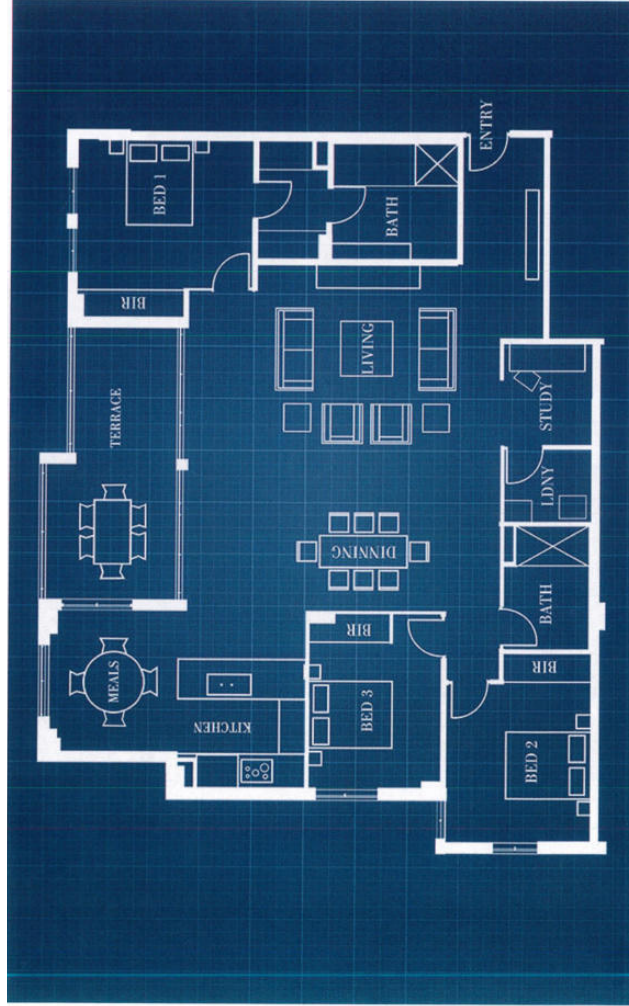 ENTRY
BED 1
BATH
BIR
LIVING
TERRACE
STUDY
LDNY
DINNING
BATH
BIR
MEALS
KITCHEN
BED 3
BIR
BED 2